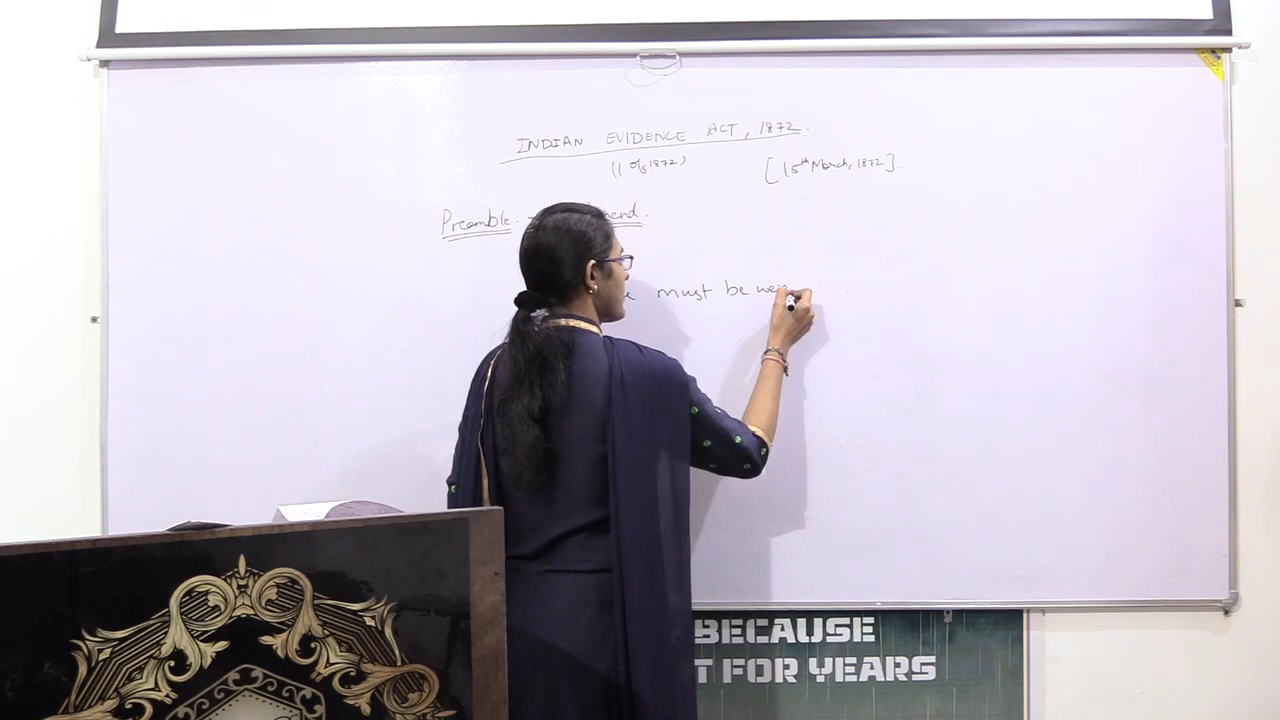 INDIAN EVIDENCE ACT, 1872.
(1 of 1872) [15th March, 1872].
Preamble.
must be
BECAUSE
T FOR YEARS